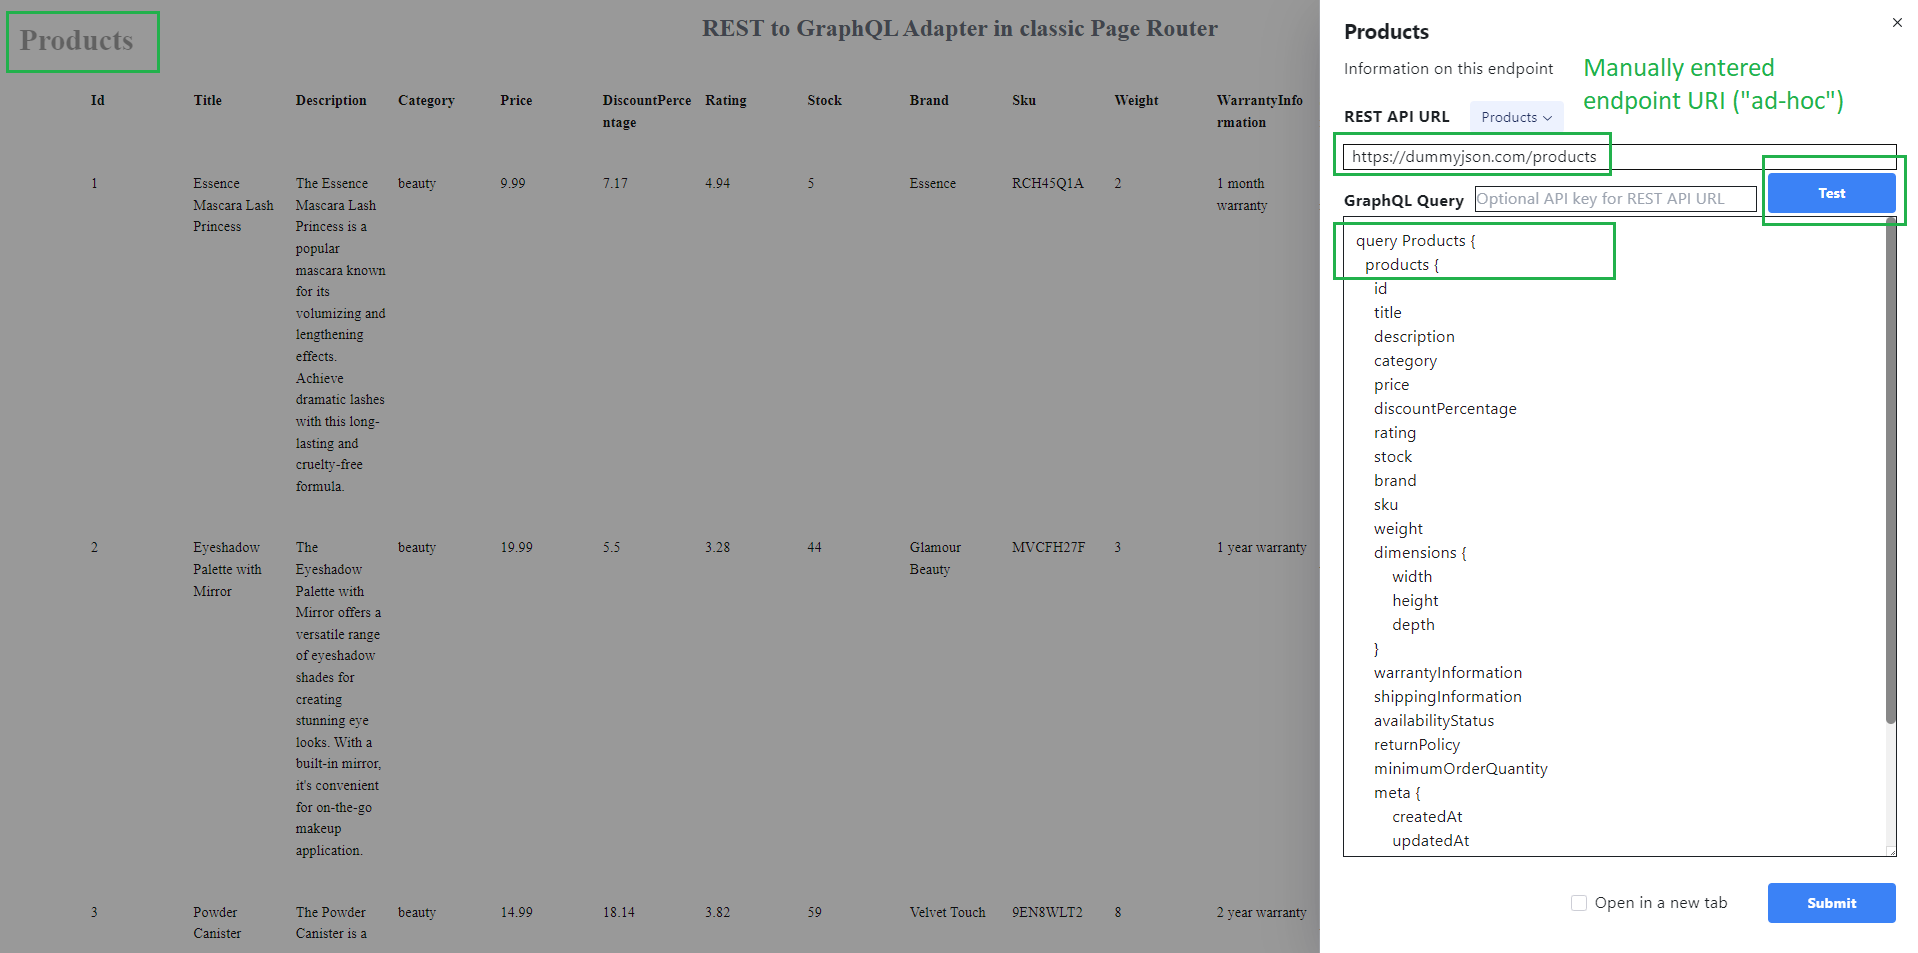 Products
REST to GraphQL Adapter in classic Page Router
Id
Title
Description
Category
Price
DiscountPerce
ntage
Rating
Stock
Brand
Sku
Weight
WarrantyInfo
rmation
1
Essence
Mascara Lash
Princess
The Essence
Mascara Lash
Princess is a
popular
mascara known
for its
volumizing and
lengthening
effects.
Achieve
dramatic lashes
with this long-
lasting and
cruelty-free
formula.
beauty
9.99
7.17
4.94
5
Essence
RCH45Q1A
2
1 month
warranty
2
Eyeshadow
Palette with
Mirror
The
Eyeshadow
Palette with
Mirror offers a
versatile range
of eyeshadow
shades for
creating
stunning eye
looks. With a
built-in mirror,
it's convenient
for on-the-go
makeup
application.
beauty
19.99
5.5
3.28
44
Glamour
Beauty
MVCFH27F
3
1 year warranty
3
Powder
Canister
The Powder
Canister is a
beauty
14.99
18.14
3.82
59
Velvet Touch
9EN8WLT2
8
2 year warranty
Products
Information on this endpoint
Manually entered
endpoint URI ("ad-hoc")
REST API URL
Products
https://dummyjson.com/products
GraphQL Query
Optional API key for REST API URL
Test
query Products {
products {
id
title
description
category
price
discountPercentage
rating
stock
brand
sku
weight
dimensions {
width
height
depth
}
warrantyInformation
shippingInformation
availabilityStatus
returnPolicy
minimumOrderQuantity
meta {
createdAt
updatedAt
Open in a new tab
Submit